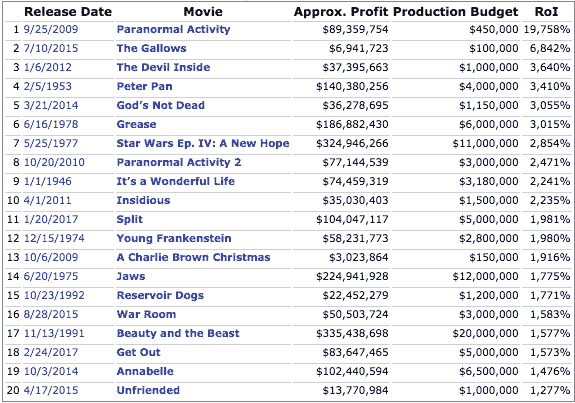 Release Date Movie Approx. Profit Production Budget RoI
1 9/25/2009 Paranormal Activity $89,359,754 $450,000 19,758%
2 7/10/2015 The Gallows $6,941,723 $100,000 6,842%
3 1/6/2012 The Devil Inside $37,395,663 $1,000,000 3,640%
4 2/5/1953 Peter Pan $140,380,256 $4,000,000 3,410%
5 3/21/2014 God's Not Dead $36,278,695 $1,150,000 3,055%
6 6/16/1978 Grease $186,882,430 $6,000,000 3,015%
7 5/25/1977 Star Wars Ep. IV: A New Hope $324,946,266 $11,000,000 2,854%
8 10/20/2010 Paranormal Activity 2 $77,144,539 $3,000,000 2,471%
9 1/1/1946 It's a Wonderful Life $74,459,319 $3,180,000 2,241%
10 4/1/2011 Insidious $35,030,403 $1,500,000 2,235%
11 1/20/2017 Split $104,047,117 $5,000,000 1,981%
12 12/15/1974 Young Frankenstein $58,231,773 $2,800,000 1,980%
13 10/6/2009 A Charlie Brown Christmas $3,023,864 $150,000 1,916%
14 6/20/1975 Jaws $224,941,928 $12,000,000 1,775%
15 10/23/1992 Reservoir Dogs $22,452,279 $1,200,000 1,771%
16 8/28/2015 War Room $50,503,724 $3,000,000 1,583%
17 11/13/1991 Beauty and the Beast $335,438,698 $20,000,000 1,577%
18 2/24/2017 Get Out $83,647,465 $5,000,000 1,573%
19 10/3/2014 Annabelle $102,440,594 $6,500,000 1,476%
20 4/17/2015 Unfriended $13,770,984 $1,000,000 1,277%